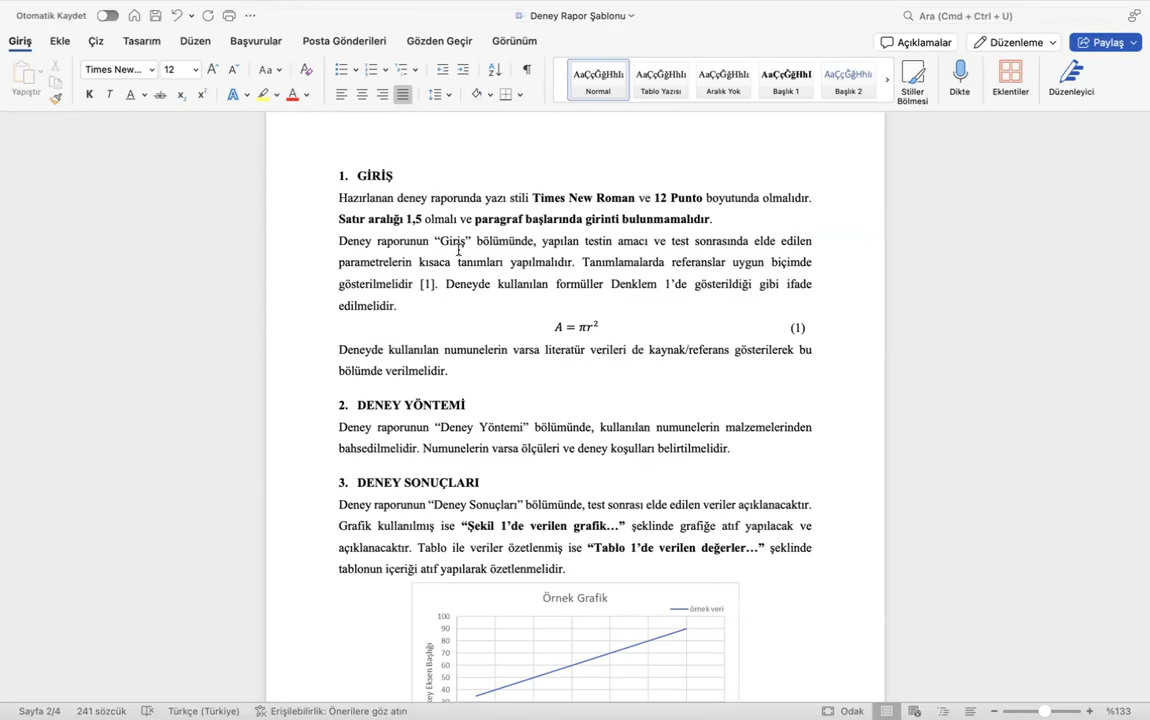 Otomatik Kaydet
Deney Rapor Şablonu
Ara (Cmd + Ctrl + U)
Giriş Ekle Çiz Tasarım Düzen Başvurular Posta Gönderileri Gözden Geçir Görünüm
Açıklamalar Düzenleme Paylaş
Yapıştır
Times New... 12
Aa
K T A ab x₂ x² A A
AaÇçĞğHhIı AaÇçĞğHhIı AaÇçĞğHhIı AaÇçĞğHhI AaÇçĞğHhIı
Normal Tablo Yazısı Aralık Yok Başlık 1 Başlık 2
Stiller Bölmesi
Dikte
Eklentiler
Düzenleyici
1. GİRİŞ
Hazırlanan deney raporunda yazı stili Times New Roman ve 12 Punto boyutunda olmalıdır.
Satır aralığı 1,5 olmalı ve paragraf başlarında girinti bulunmamalıdır.
Deney raporunun “Giriş” bölümünde, yapılan testin amacı ve test sonrasında elde edilen
parametrelerin kısaca tanımları yapılmalıdır. Tanımlamalarda referanslar uygun biçimde
gösterilmelidir [1]. Deneyde kullanılan formüller Denklem 1’de gösterildiği gibi ifade
edilmelidir.
A = πr² (1)
Deneyde kullanılan numunelerin varsa literatür verileri de kaynak/referans gösterilerek bu
bölümde verilmelidir.
2. DENEY YÖNTEMİ
Deney raporunun “Deney Yöntemi” bölümünde, kullanılan numunelerin malzemelerinden
bahsedilmelidir. Numunelerin varsa ölçüleri ve deney koşulları belirtilmelidir.
3. DENEY SONUÇLARI
Deney raporunun “Deney Sonuçları” bölümünde, test sonrası elde edilen veriler açıklanacaktır.
Grafik kullanılmış ise “Şekil 1’de verilen grafik…” şeklinde grafiğe atıf yapılacak ve
açıklanacaktır. Tablo ile veriler özetlenmiş ise “Tablo 1’de verilen değerler…” şeklinde
tablonun içeriği atıf yapılarak özetlenmelidir.
Örnek Grafik
örnek veri
100
90
80
70
60
50
40
Eksen Başlığı
Sayfa 2/4 241 sözcük Türkçe (Türkiye) Erişilebilirlik: Önerilere göz atın Odak %133